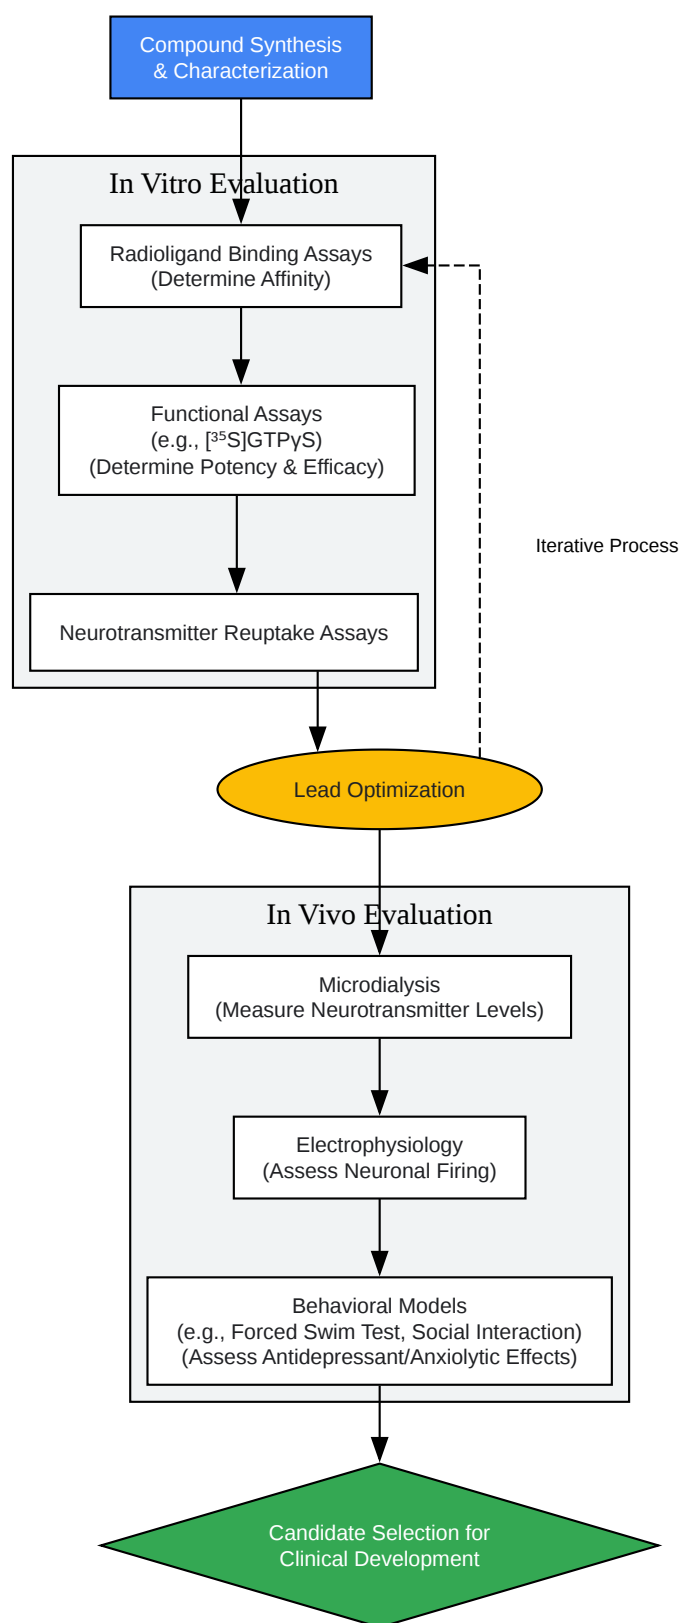 Compound Synthesis
& Characterization
In Vitro Evaluation
Radioligand Binding Assays
(Determine Affinity)
Functional Assays
(e.g., [³⁵S]GTPγS)
(Determine Potency & Efficacy)
Iterative Process
Neurotransmitter Reuptake Assays
Lead Optimization
In Vivo Evaluation
Microdialysis
(Measure Neurotransmitter Levels)
Electrophysiology
(Assess Neuronal Firing)
Behavioral Models
(e.g., Forced Swim Test, Social Interaction)
(Assess Antidepressant/Anxiolytic Effects)
Candidate Selection for
Clinical Development